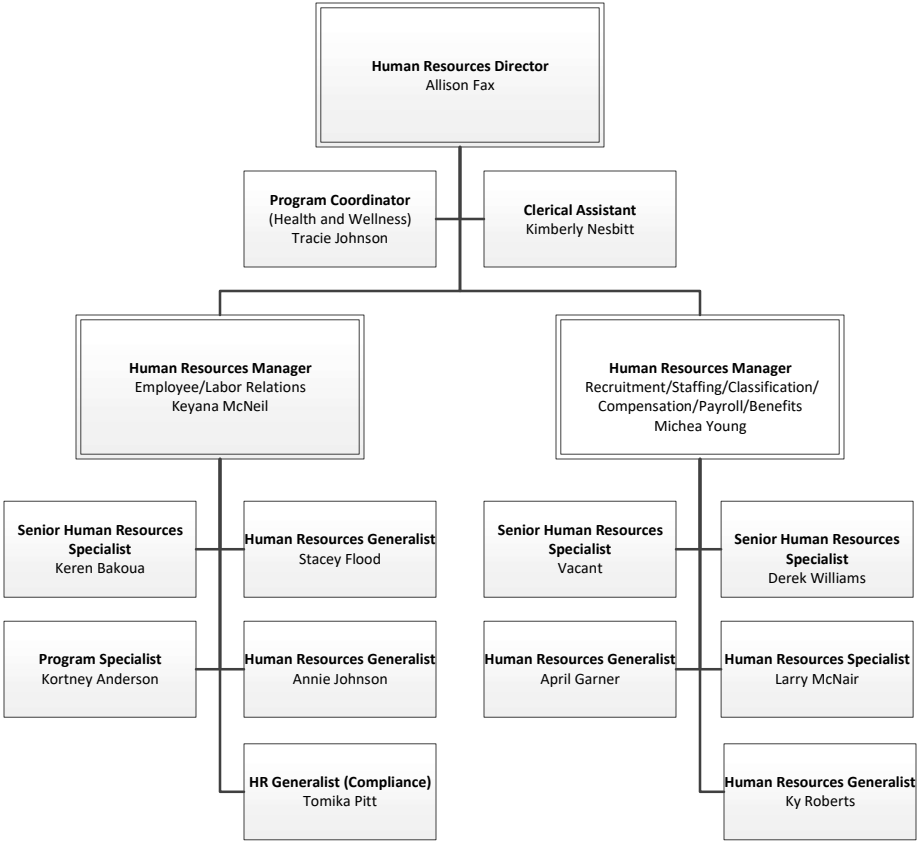 Human Resources Director
Allison Fax
Program Coordinator
(Health and Wellness)
Tracie Johnson
Clerical Assistant
Kimberly Nesbitt
Human Resources Manager
Employee/Labor Relations
Keyana McNeil
Human Resources Manager
Recruitment/Staffing/Classification/
Compensation/Payroll/Benefits
Michea Young
Senior Human Resources
Specialist
Keren Bakoua
Human Resources Generalist
Stacey Flood
Senior Human Resources
Specialist
Vacant
Senior Human Resources
Specialist
Derek Williams
Program Specialist
Kortney Anderson
Human Resources Generalist
Annie Johnson
Human Resources Generalist
April Garner
Human Resources Specialist
Larry McNair
HR Generalist (Compliance)
Tomika Pitt
Human Resources Generalist
Ky Roberts